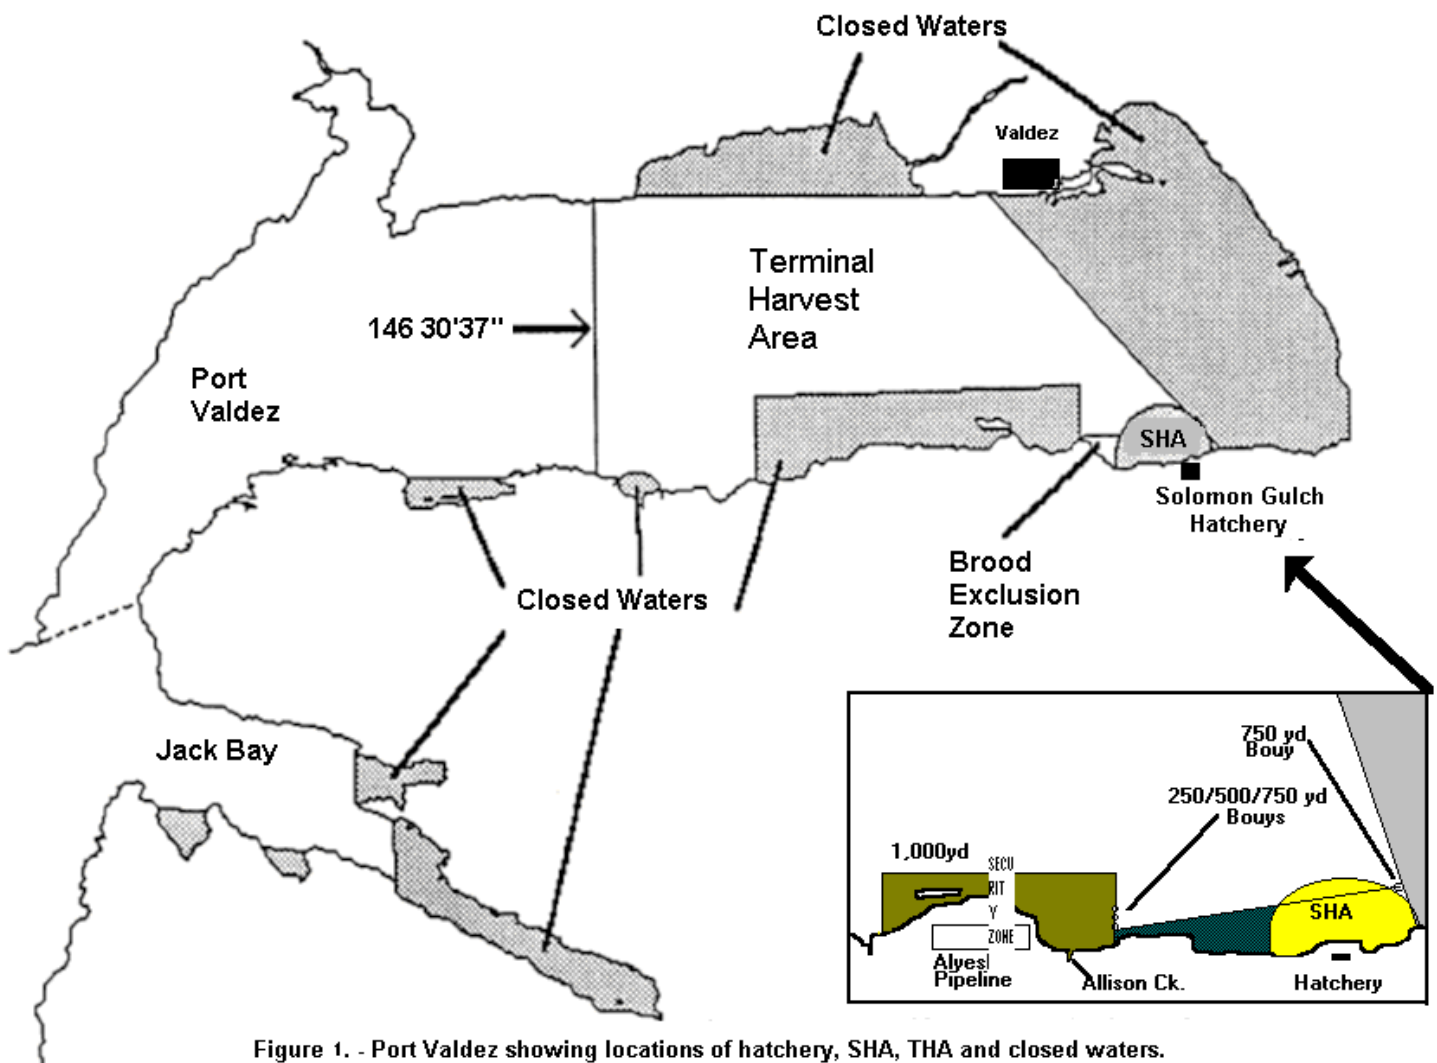 Closed Waters
Valdez
Terminal
Harvest
Area
146 30'37"
Port
Valdez
SHA
Solomon Gulch
Hatchery
Brood
Exclusion
Zone
Closed Waters
Jack Bay
750 yd
Bouy
250/500/750 yd
Bouys
1,000yd
SECU
RIT
Y
ZONE
SHA
Alyes
Pipeline
Allison Ck.
Hatchery
Figure 1. - Port Valdez showing locations of hatchery, SHA, THA and closed waters.